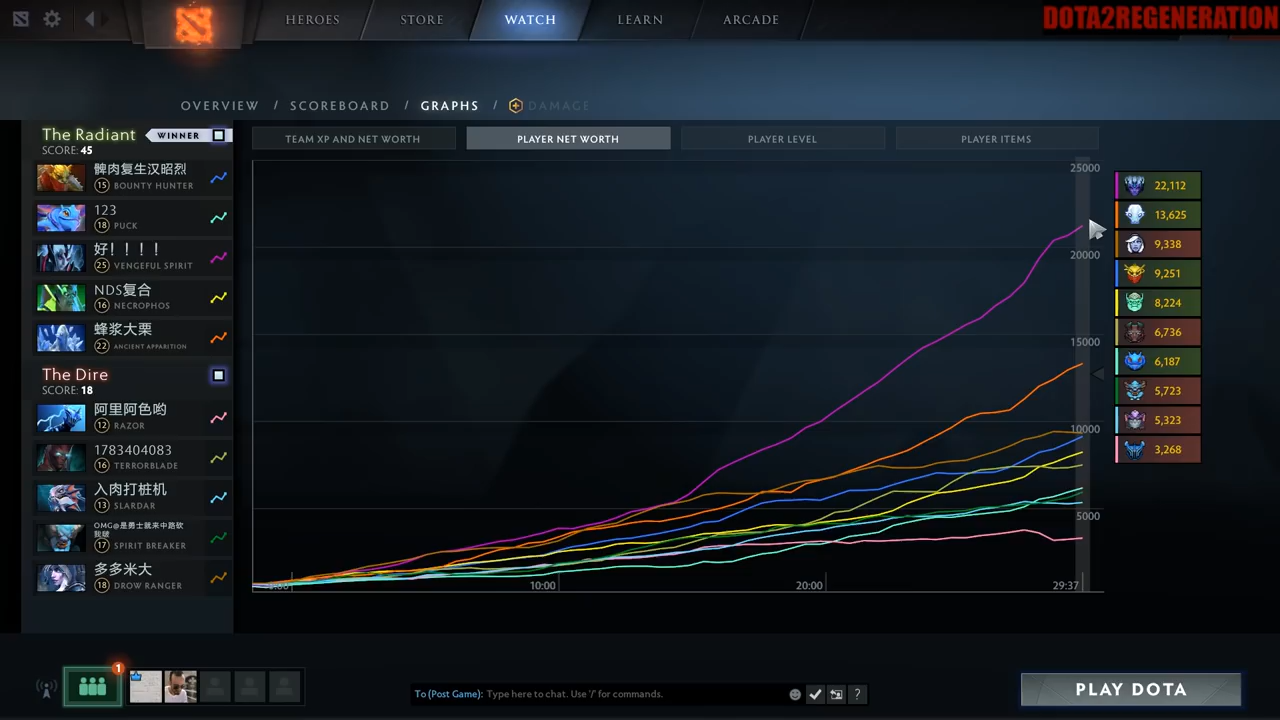 HEROES
STORE
WATCH
LEARN
ARCADE
DOTA2REGENERATION
OVERVIEW / SCOREBOARD / GRAPHS / DAMAGE
The Radiant
WINNER
SCORE: 45
髀肉复生汉昭烈
15 BOUNTY HUNTER
123
18 PUCK
好！！！！
25 VENGEFUL SPIRIT
NDS复合
16 NECROPHOS
蜂浆大栗
22 ANCIENT APPARITION
The Dire
SCORE: 18
阿里阿色哟
12 RAZOR
1783404083
16 TERRORBLADE
入肉打桩机
13 SLARDAR
OMG@是勇士就来中路砍
我破
17 SPIRIT BREAKER
多多米大
18 DROW RANGER
TEAM XP AND NET WORTH
PLAYER NET WORTH
PLAYER LEVEL
PLAYER ITEMS
25000
20000
15000
10000
5000
10:00
20:00
29:37
22,112
13,625
9,338
9,251
8,224
6,736
6,187
5,723
5,323
3,268
1
To (Post Game): Type here to chat. Use '/' for commands.
?
PLAY DOTA